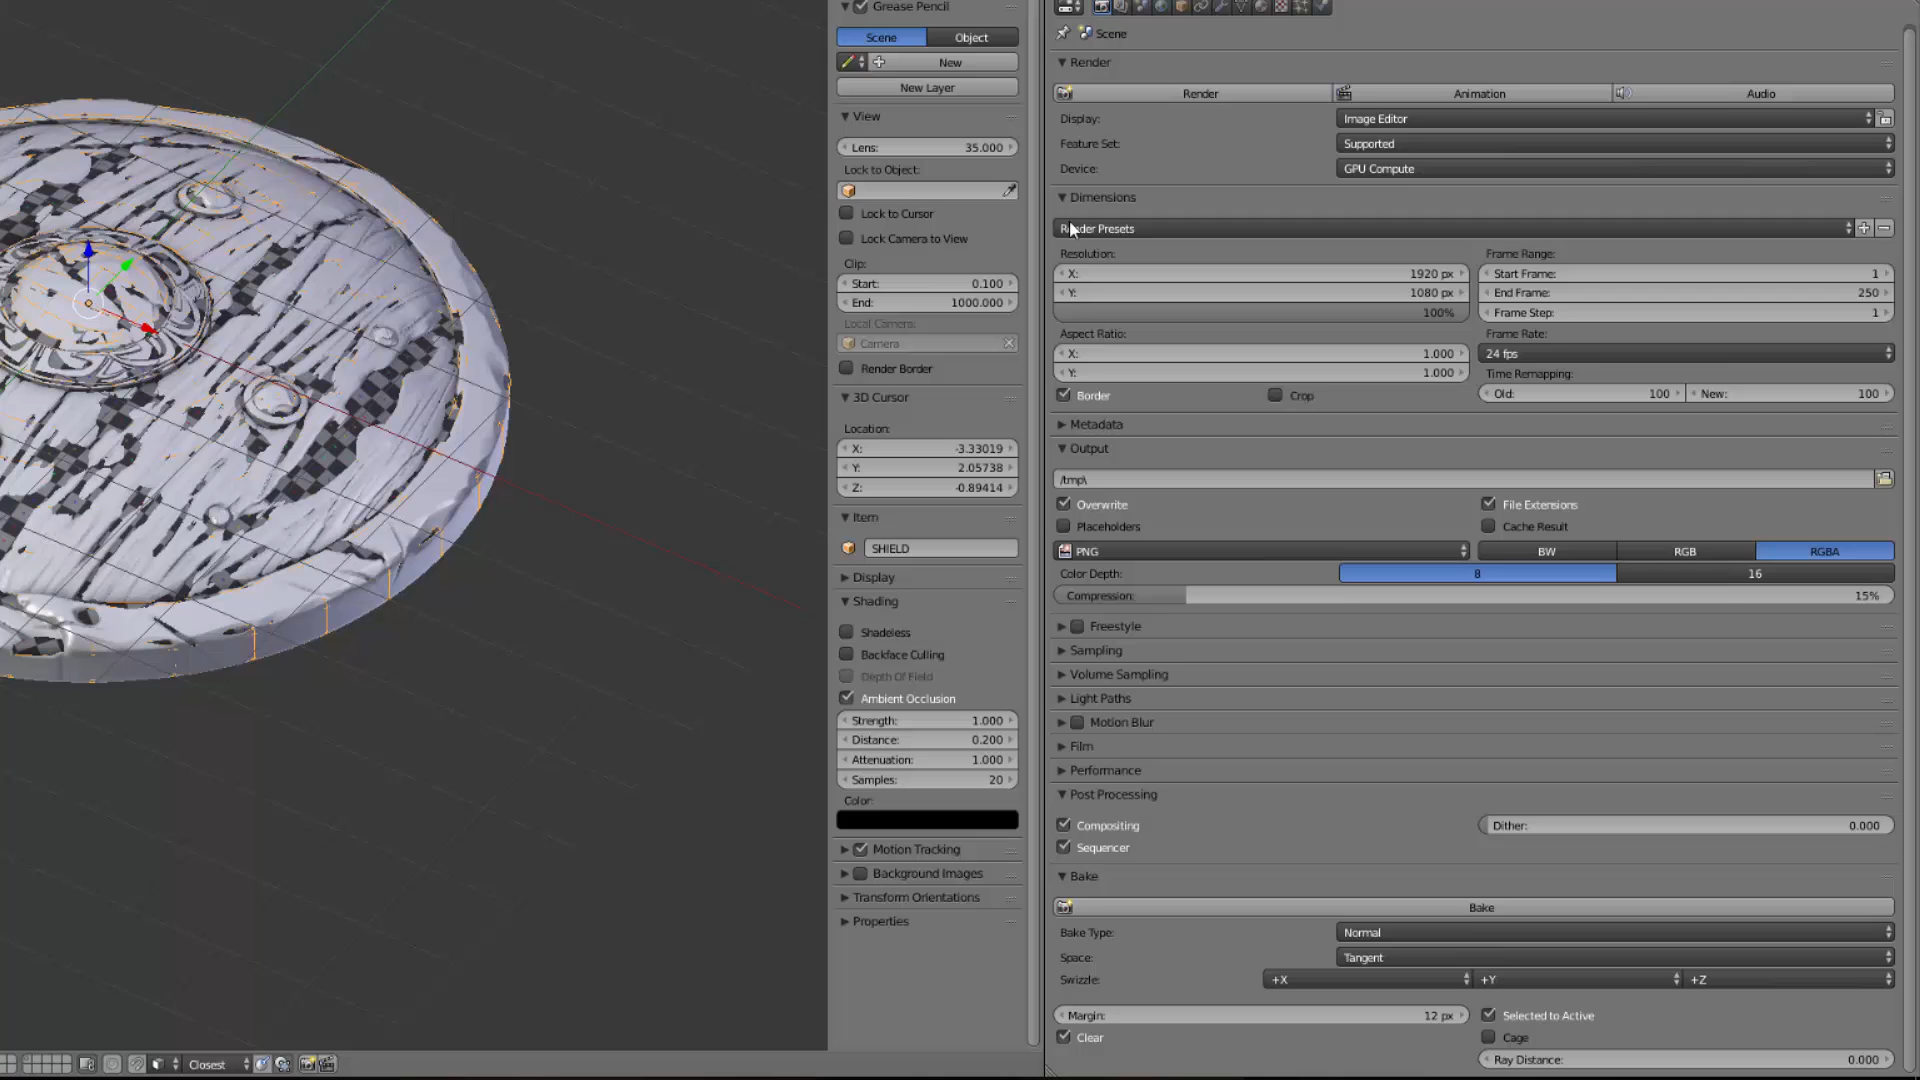 Grease Pencil
Scene Object
New
New Layer
View
Lens: 35.000
Lock to Object:
Lock to Cursor
Lock Camera to View
Clip:
Start: 0.100
End: 1000.000
Local Camera:
Camera
Render Border
3D Cursor
Location:
X: -3.33019
Y: 2.05738
Z: -0.89414
Item
SHIELD
Display
Shading
Shadeless
Backface Culling
Depth Of Field
Ambient Occlusion
Strength: 1.000
Distance: 0.200
Attenuation: 1.000
Samples: 20
Color:
Motion Tracking
Background Images
Transform Orientations
Properties
Closest
Scene
Render
Render Animation Audio
Display: Image Editor
Feature Set: Supported
Device: GPU Compute
Dimensions
Render Presets
Resolution: Frame Range:
X: 1920 px Start Frame: 1
Y: 1080 px End Frame: 250
100% Frame Step: 1
Aspect Ratio: Frame Rate:
X: 1.000 24 fps
Y: 1.000 Time Remapping:
Border Crop Old: 100 New: 100
Metadata
Output
/tmp\
Overwrite File Extensions
Placeholders Cache Result
PNG BW RGB RGBA
Color Depth: 8 16
Compression: 15%
Freestyle
Sampling
Volume Sampling
Light Paths
Motion Blur
Film
Performance
Post Processing
Compositing Dither: 0.000
Sequencer
Bake
Bake
Bake Type: Normal
Space: Tangent
Swizzle: +X +Y +Z
Margin: 12 px Selected to Active
Clear Cage
Ray Distance: 0.000